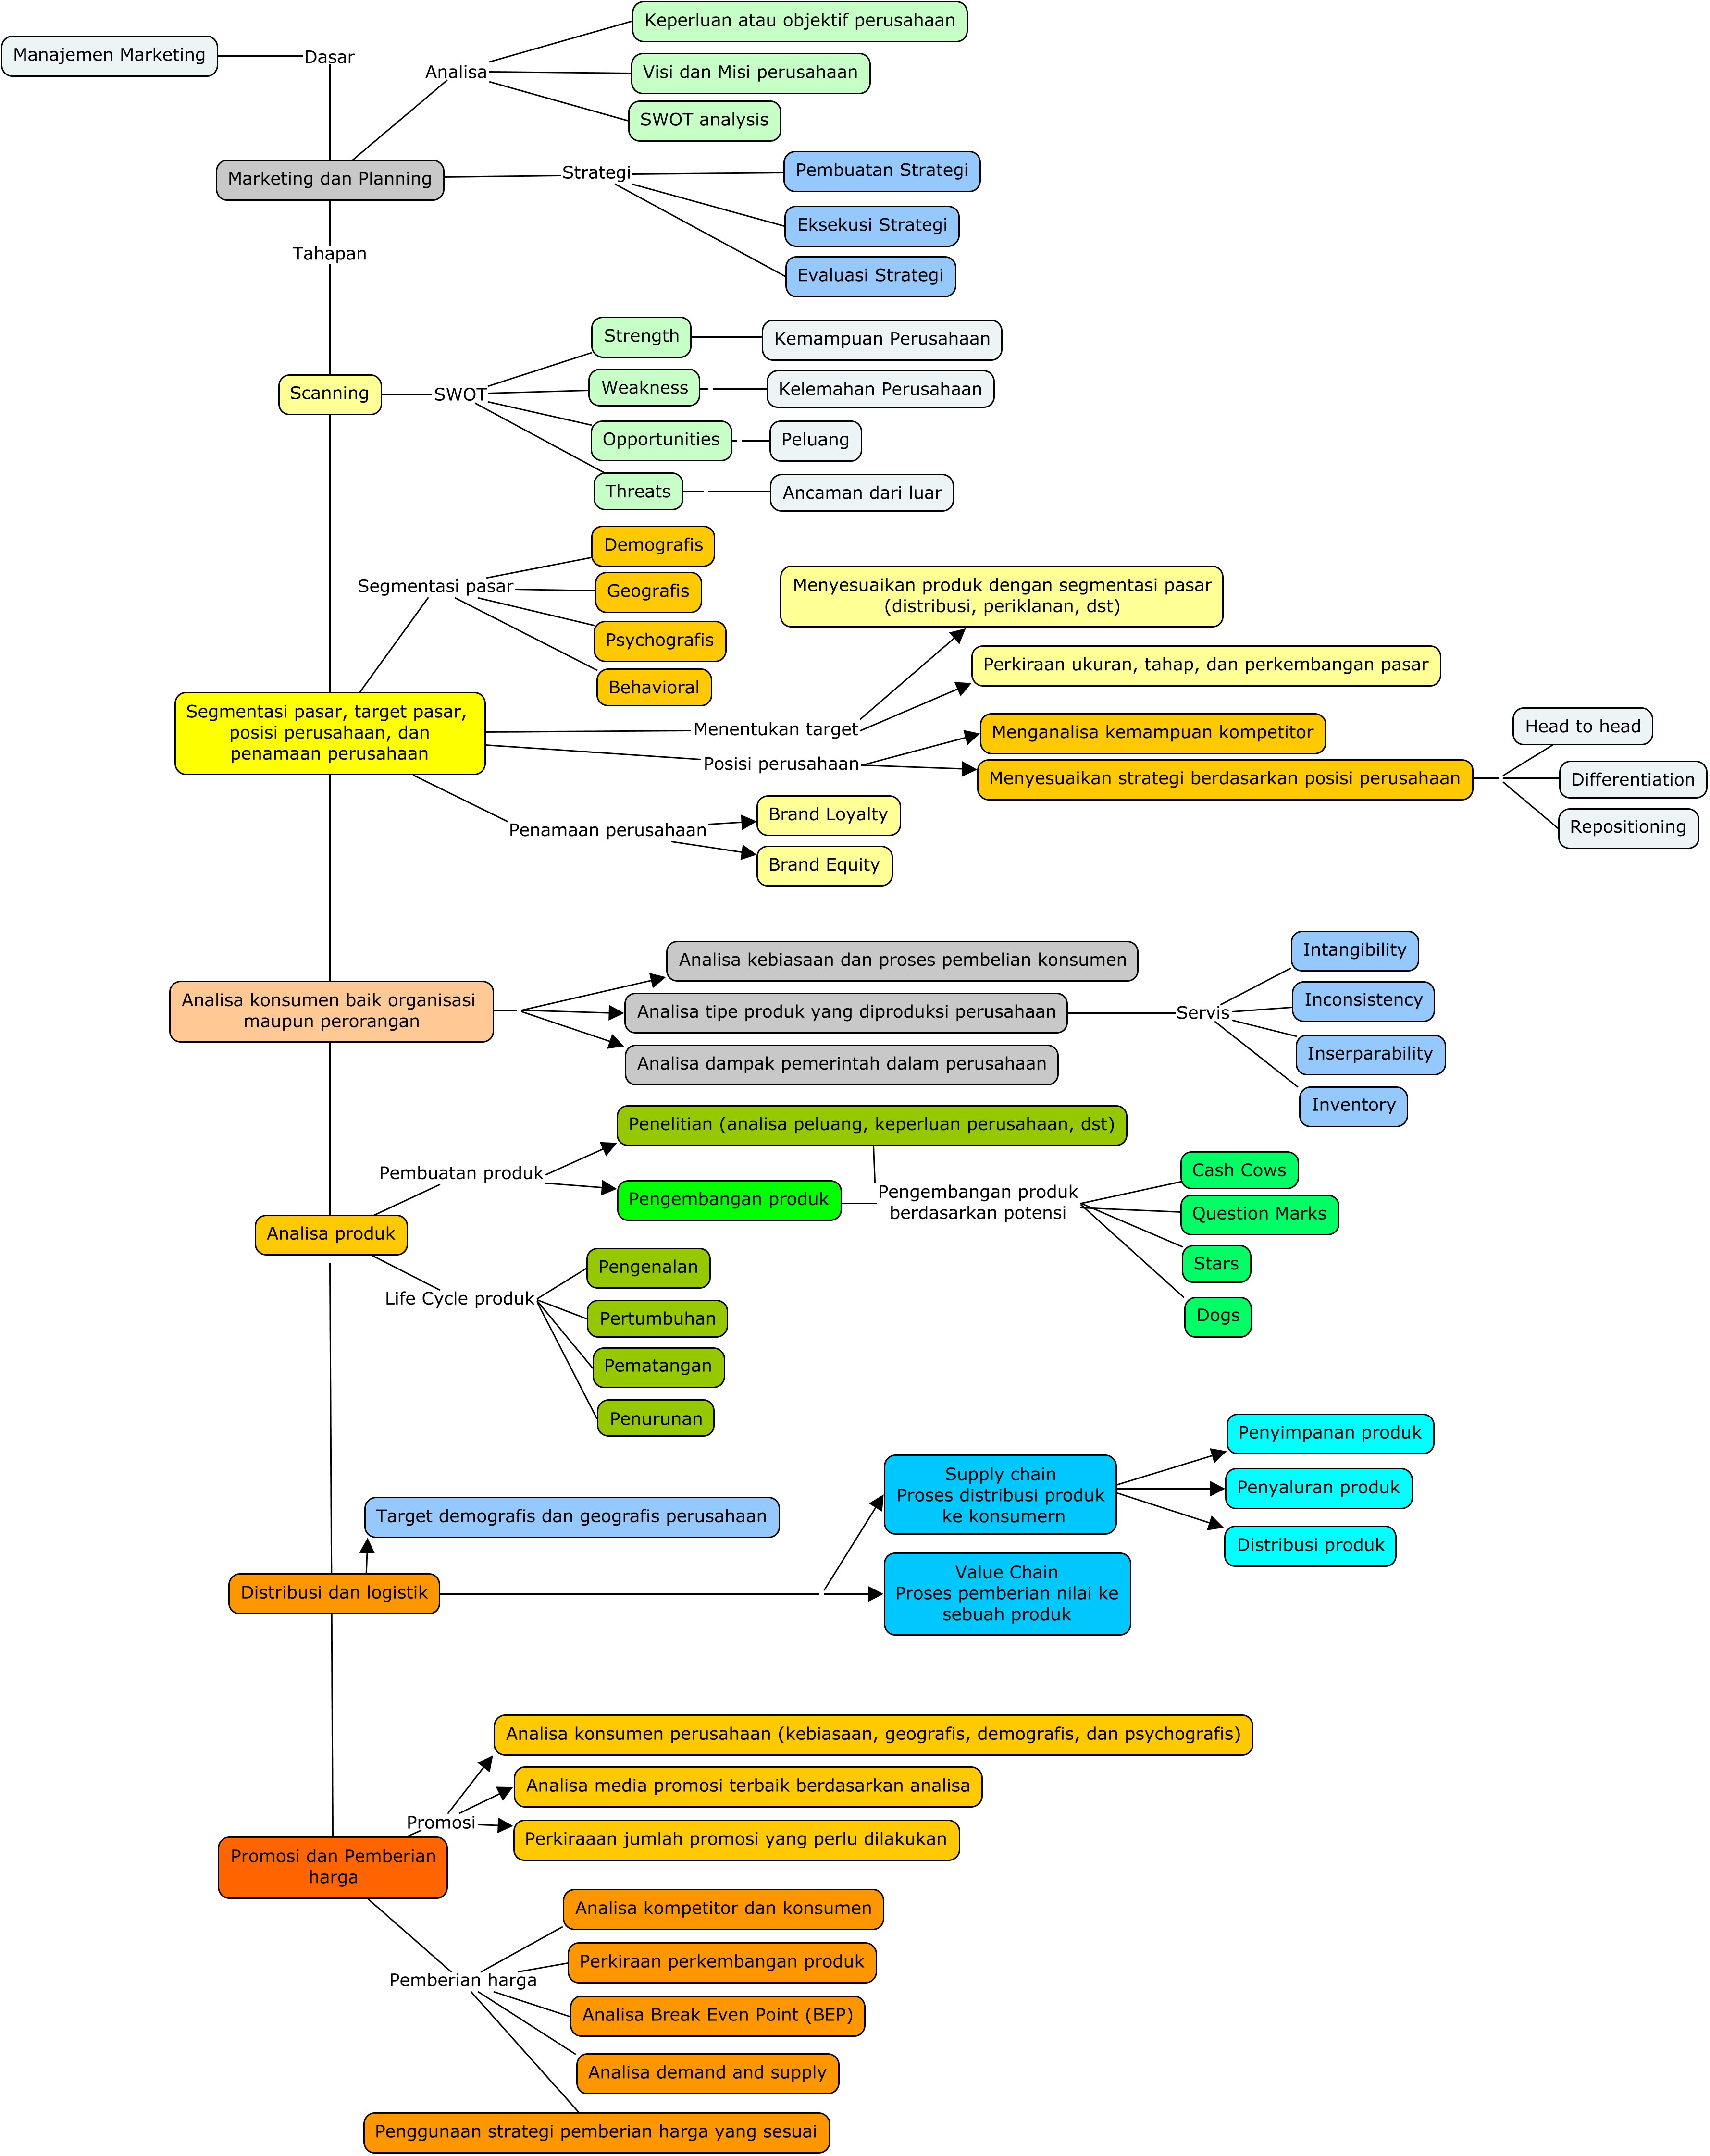 Keperluan atau objektif perusahaan
Manajemen Marketing
Dasar
Analisa
Visi dan Misi perusahaan
SWOT analysis
Marketing dan Planning
Strategi
Pembuatan Strategi
Eksekusi Strategi
Evaluasi Strategi
Tahapan
Scanning
SWOT
Strength
Kemampuan Perusahaan
Weakness
Kelemahan Perusahaan
Opportunities
Peluang
Threats
Ancaman dari luar
Segmentasi pasar
Demografis
Geografis
Psychografis
Behavioral
Segmentasi pasar, target pasar,
posisi perusahaan, dan
penamaan perusahaan
Menentukan target
Menyesuaikan produk dengan segmentasi pasar
(distribusi, periklanan, dst)
Perkiraan ukuran, tahap, dan perkembangan pasar
Posisi perusahaan
Menganalisa kemampuan kompetitor
Menyesuaikan strategi berdasarkan posisi perusahaan
Head to head
Differentiation
Repositioning
Penamaan perusahaan
Brand Loyalty
Brand Equity
Analisa konsumen baik organisasi
maupun perorangan
Analisa kebiasaan dan proses pembelian konsumen
Analisa tipe produk yang diproduksi perusahaan
Analisa dampak pemerintah dalam perusahaan
Servis
Intangibility
Inconsistency
Inserparability
Inventory
Analisa produk
Pembuatan produk
Penelitian (analisa peluang, keperluan perusahaan, dst)
Pengembangan produk
Pengembangan produk
berdasarkan potensi
Cash Cows
Question Marks
Stars
Dogs
Life Cycle produk
Pengenalan
Pertumbuhan
Pematangan
Penurunan
Distribusi dan logistik
Target demografis dan geografis perusahaan
Supply chain
Proses distribusi produk
ke konsumern
Penyimpanan produk
Penyaluran produk
Distribusi produk
Value Chain
Proses pemberian nilai ke
sebuah produk
Promosi dan Pemberian
harga
Promosi
Analisa konsumen perusahaan (kebiasaan, geografis, demografis, dan psychografis)
Analisa media promosi terbaik berdasarkan analisa
Perkiraaan jumlah promosi yang perlu dilakukan
Pemberian harga
Analisa kompetitor dan konsumen
Perkiraan perkembangan produk
Analisa Break Even Point (BEP)
Analisa demand and supply
Penggunaan strategi pemberian harga yang sesuai